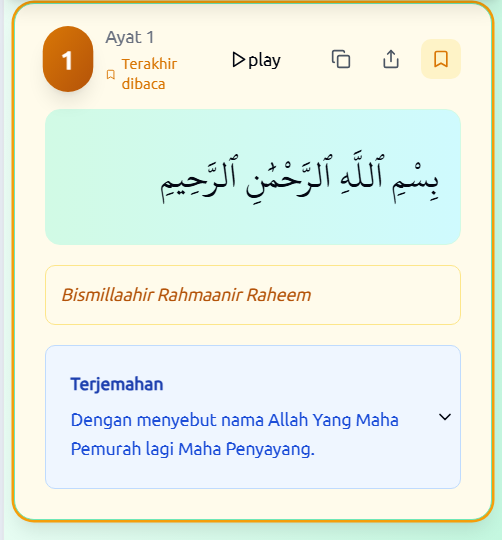 1
Ayat 1
Terakhir
dibaca
play
بِسْمِ ٱللَّهِ ٱلرَّحْمَٰنِ ٱلرَّحِيمِ
Bismillaahir Rahmaanir Raheem
Terjemahan
Dengan menyebut nama Allah Yang Maha
Pemurah lagi Maha Penyayang.